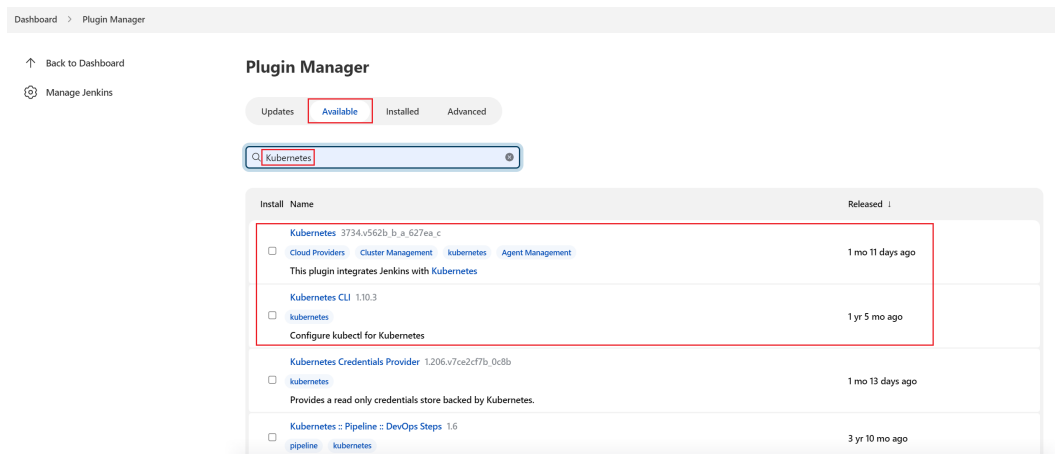 Dashboard > Plugin Manager
Back to Dashboard
Manage Jenkins
Plugin Manager
Updates Available Installed Advanced
Kubernetes
Install Name Released ↓
Kubernetes 3734.v562b_b_a_627ea_c
Cloud Providers Cluster Management kubernetes Agent Management
1 mo 11 days ago
This plugin integrates Jenkins with Kubernetes
Kubernetes CLI 1.10.3
kubernetes
1 yr 5 mo ago
Configure kubectl for Kubernetes
Kubernetes Credentials Provider 1.206.v7ce2cf7b_0c8b
kubernetes
1 mo 13 days ago
Provides a read only credentials store backed by Kubernetes.
Kubernetes :: Pipeline :: DevOps Steps 1.6
3 yr 10 mo ago
pipeline kubernetes